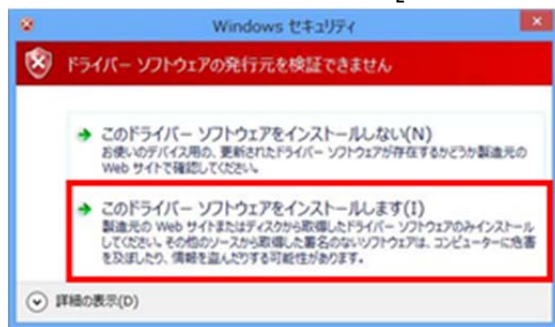 Windows セキュリティ
ドライバー ソフトウェアの発行元を検証できません
このドライバー ソフトウェアをインストールしない(N)
お使いのデバイス用の、更新されたドライバー ソフトウェアが存在するかどうか製造元の
Web サイトで確認してください。
このドライバー ソフトウェアをインストールします(I)
製造元の Web サイトまたはディスクから取得したドライバー ソフトウェアのみインストール
してください。その他のソースから取得した署名のないソフトウェアは、コンピューターに危害
を及ぼしたり、情報を盗んだりする可能性があります。
詳細の表示(D)